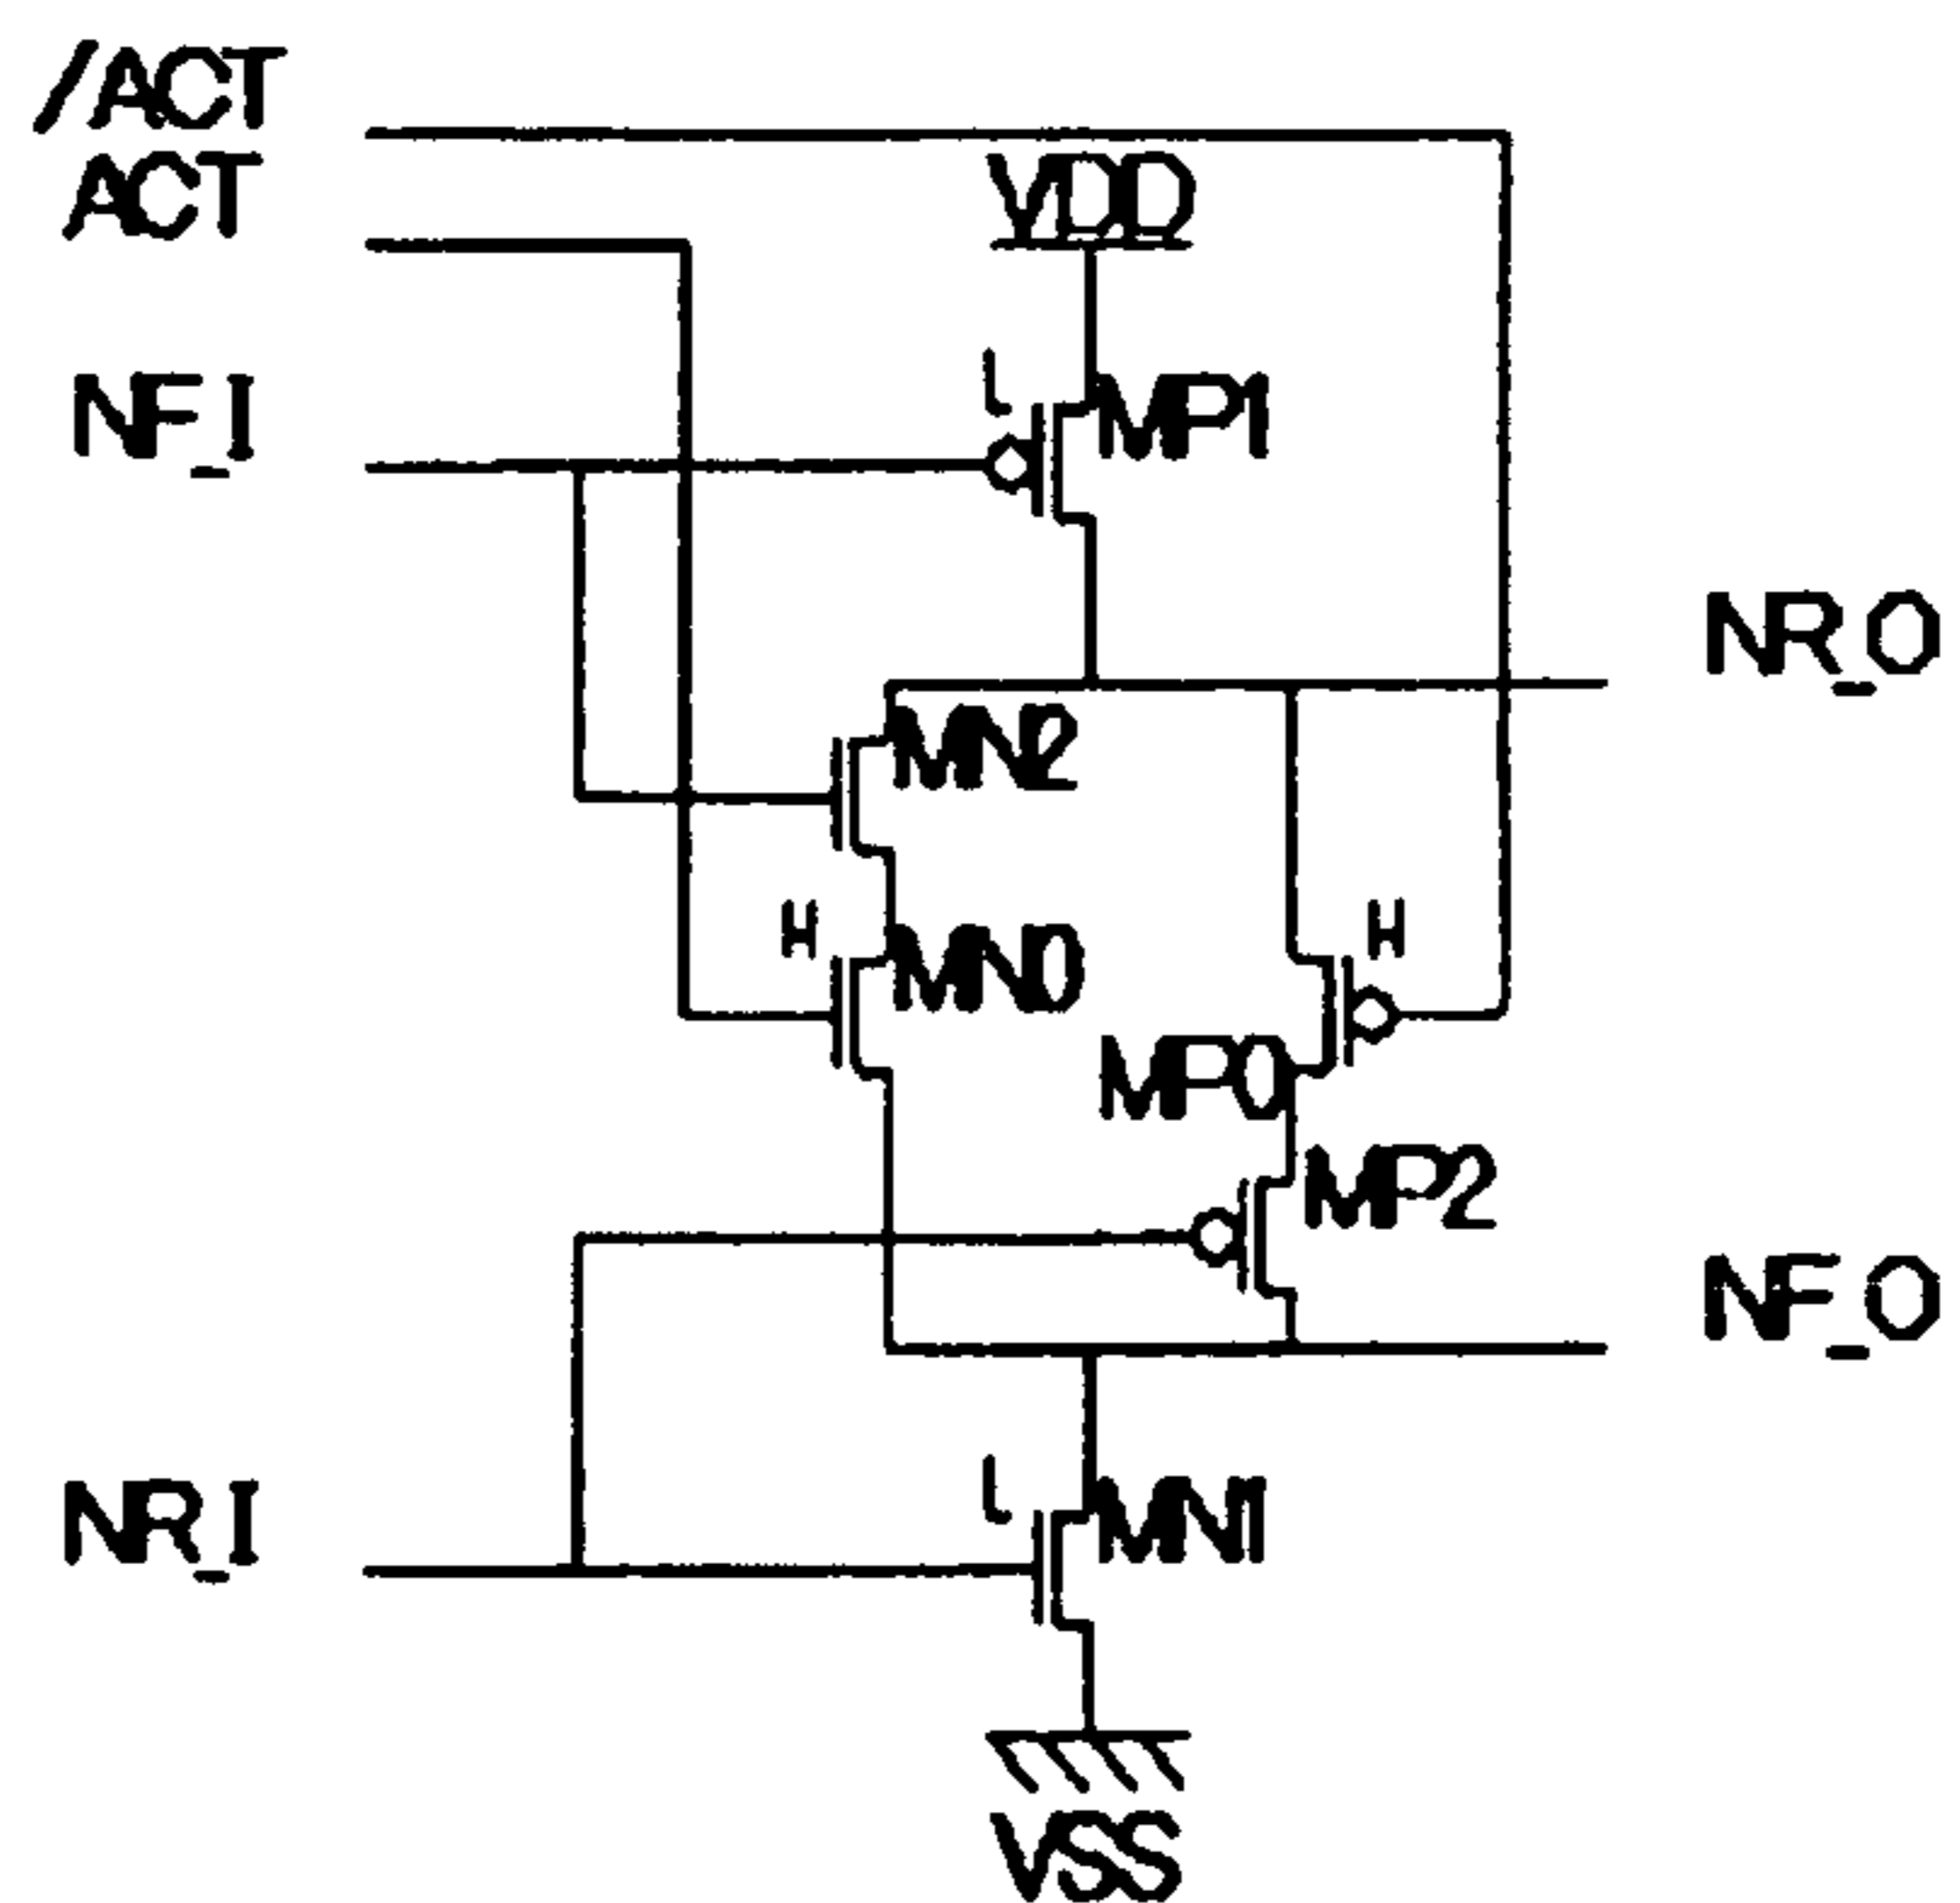 /ACT
ACT
VDD
NF_I
L
MP1
NR_O
MN2
H
MN0
H
MP0
MP2
NF_O
NR_I
L
MN1
VSS